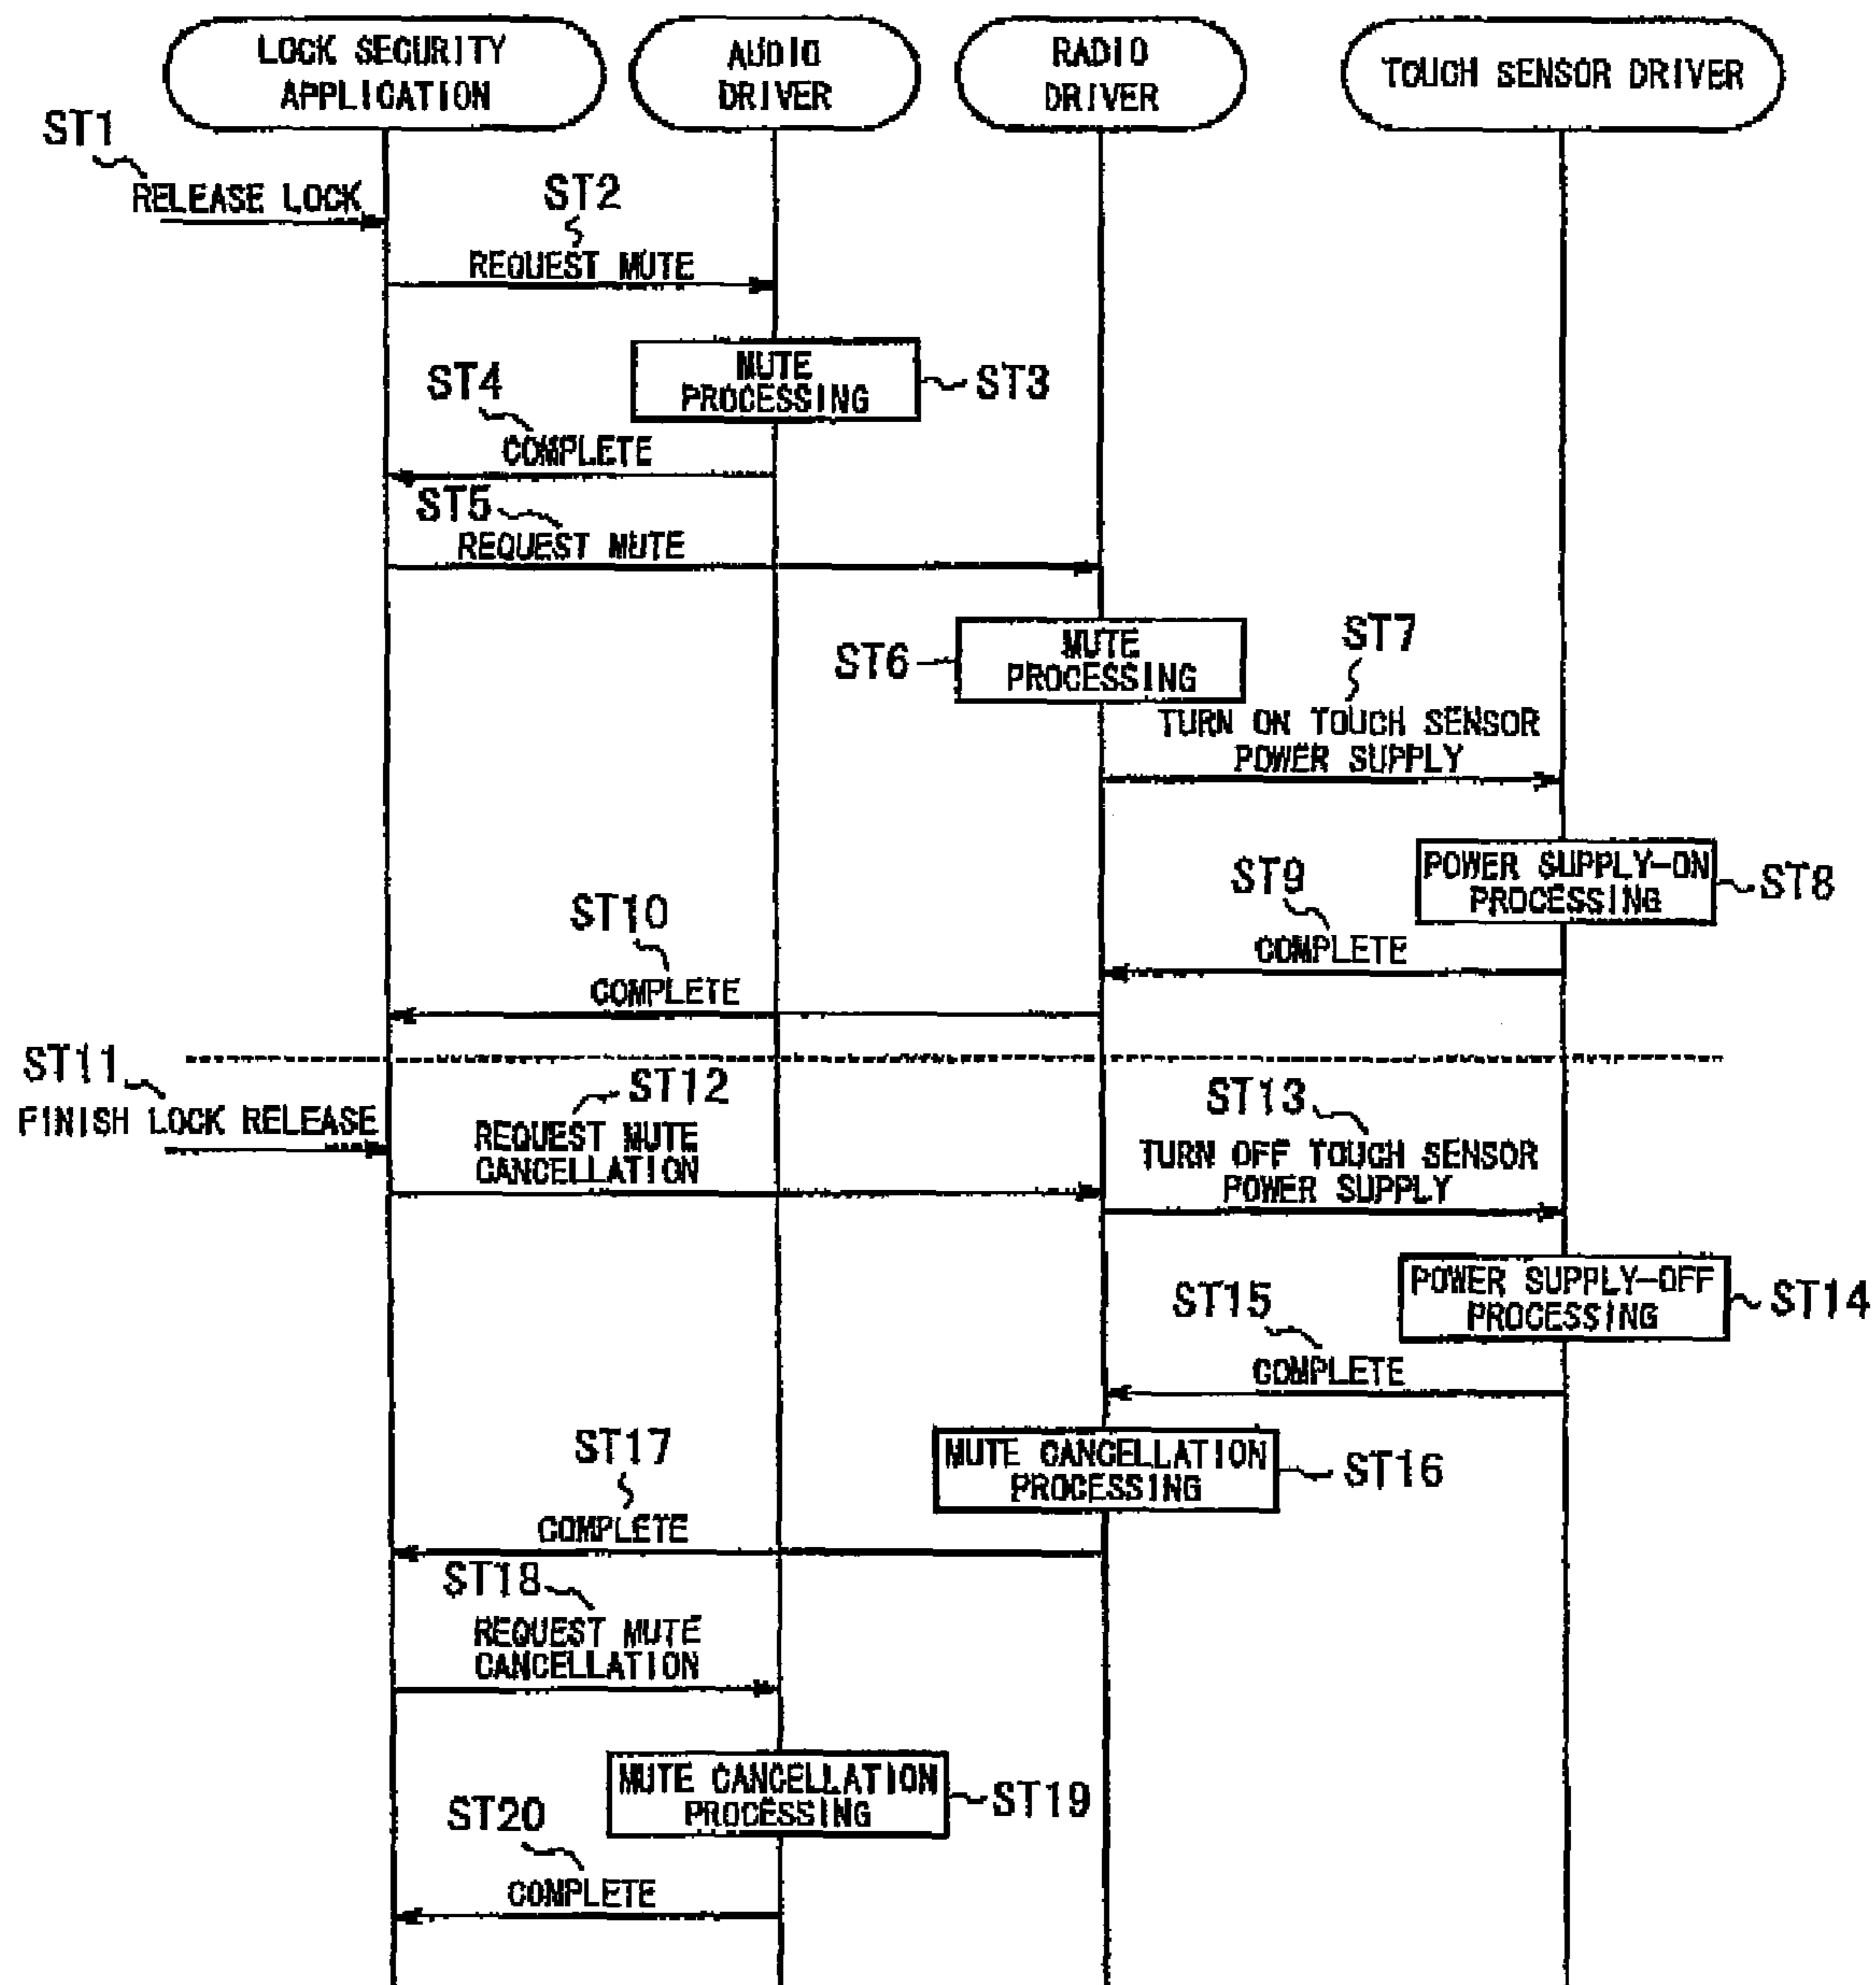 LOCK SECURITY
APPLICATION
AUDIO
DRIVER
RADIO
DRIVER
TOUCH SENSOR DRIVER
ST1
RELEASE LOCK
ST2
REQUEST MUTE
MUTE
PROCESSING
ST3
ST4
COMPLETE
ST5
REQUEST MUTE
ST6
MUTE
PROCESSING
ST7
TURN ON TOUCH SENSOR
POWER SUPPLY
POWER SUPPLY-ON
PROCESSING
ST8
ST9
COMPLETE
ST10
COMPLETE
ST11
FINISH LOCK RELEASE
ST12
REQUEST MUTE
CANCELLATION
ST13
TURN OFF TOUCH SENSOR
POWER SUPPLY
POWER SUPPLY-OFF
PROCESSING
ST14
ST15
COMPLETE
MUTE CANCELLATION
PROCESSING
ST16
ST17
COMPLETE
ST18
REQUEST MUTE
CANCELLATION
MUTE CANCELLATION
PROCESSING
ST19
ST20
COMPLETE